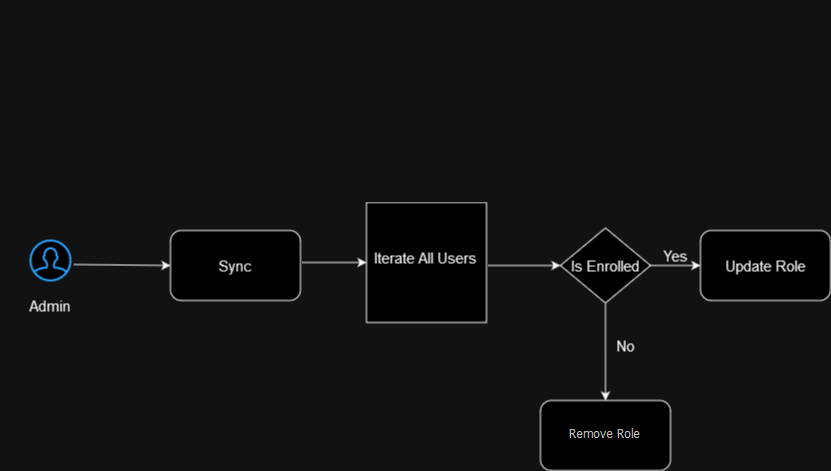 Admin
Sync
Iterate All Users
Is Enrolled
Yes
Update Role
No
Remove Role